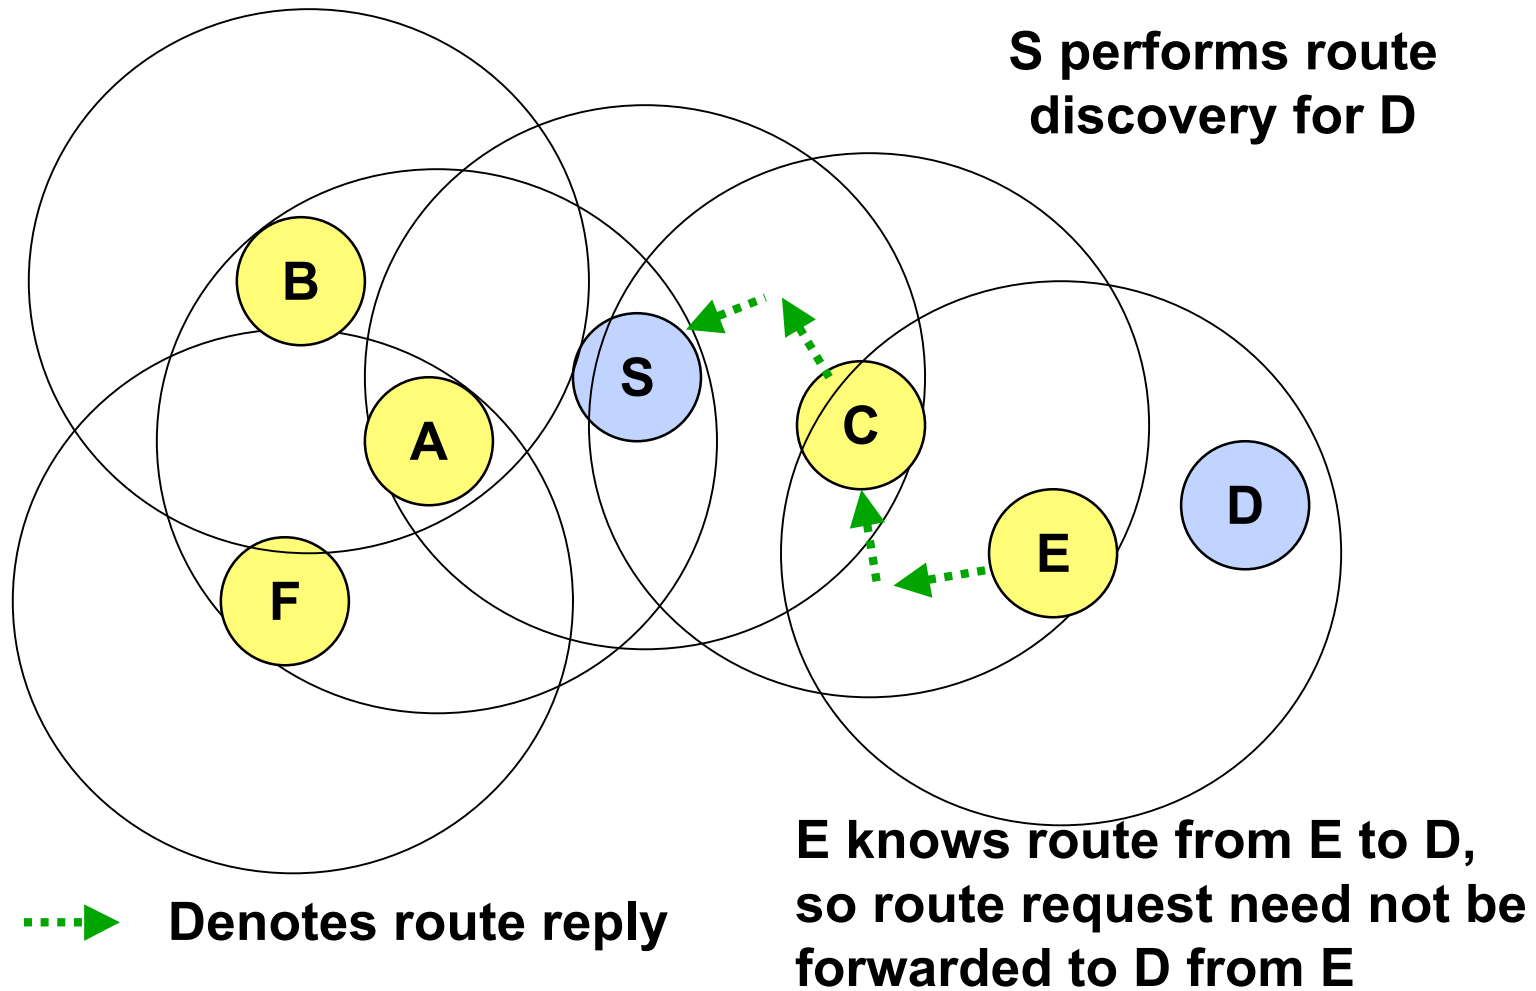 S performs route
discovery for D
B
S
A
C
D
E
F
E knows route from E to D,
so route request need not be
forwarded to D from E
Denotes route reply